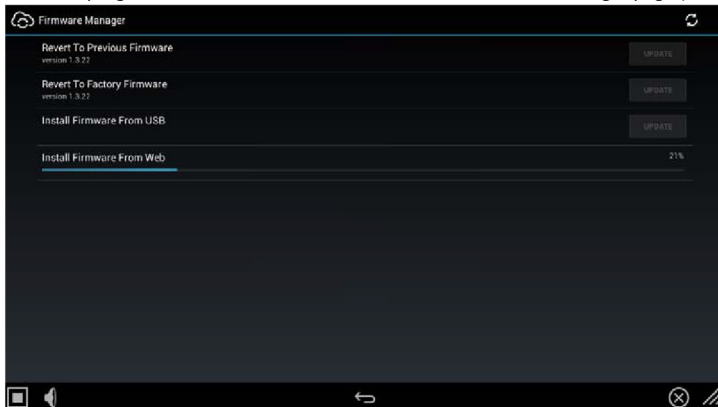 Firmware Manager
Revert To Previous Firmware
version 1.3.22
UPDATE
Revert To Factory Firmware
version 1.3.22
UPDATE
Install Firmware From USB
UPDATE
Install Firmware From Web
21%